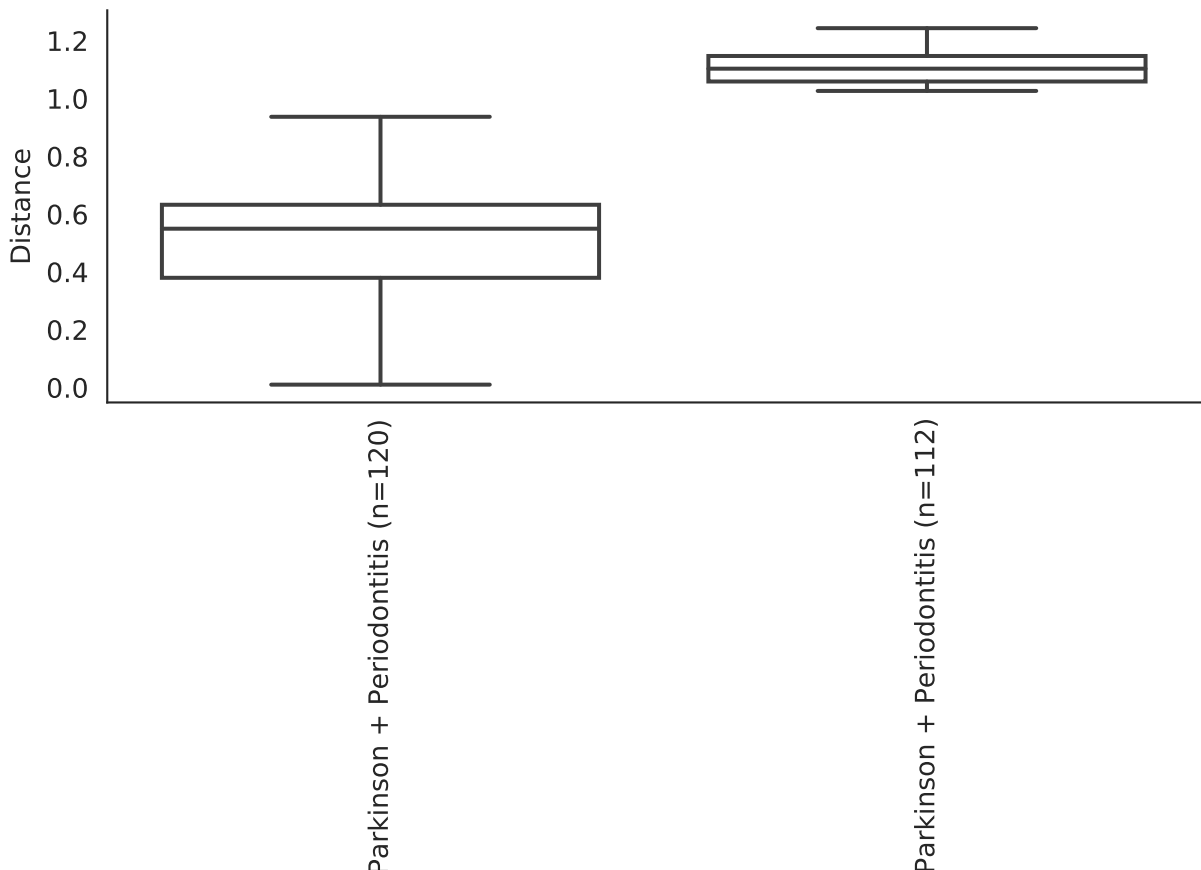 1.2
1.0
0.8
0.6
0.4
0.2
0.0
Distance
Parkinson + Periodontitis (n=120)
Parkinson + Periodontitis (n=112)